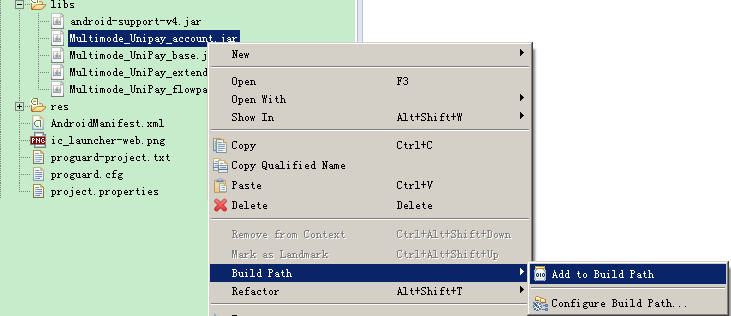 libs
android-support-v4.jar
Multimode_Unipay_account.jar
Multimode_UniPay_base.j
Multimode_UniPay_extend
Multimode_UniPay_flowpa
res
AndroidManifest.xml
ic_launcher-web.png
proguard-project.txt
proguard.cfg
project.properties
New
Open F3
Open With
Show In Alt+Shift+W
Copy Ctrl+C
Copy Qualified Name
Paste Ctrl+V
Delete Delete
Remove from Context Ctrl+Alt+Shift+Down
Mark as Landmark Ctrl+Alt+Shift+Up
Build Path
Refactor Alt+Shift+T
Add to Build Path
Configure Build Path...